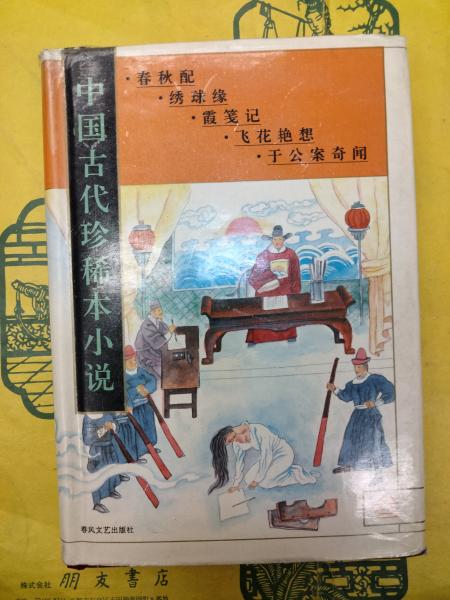 中国古代珍稀本小说
·春秋配
·绣球缘
·霞笺记
·飞花艳想
·于公案奇闻
春风文艺出版社
株式会社 朋友書店